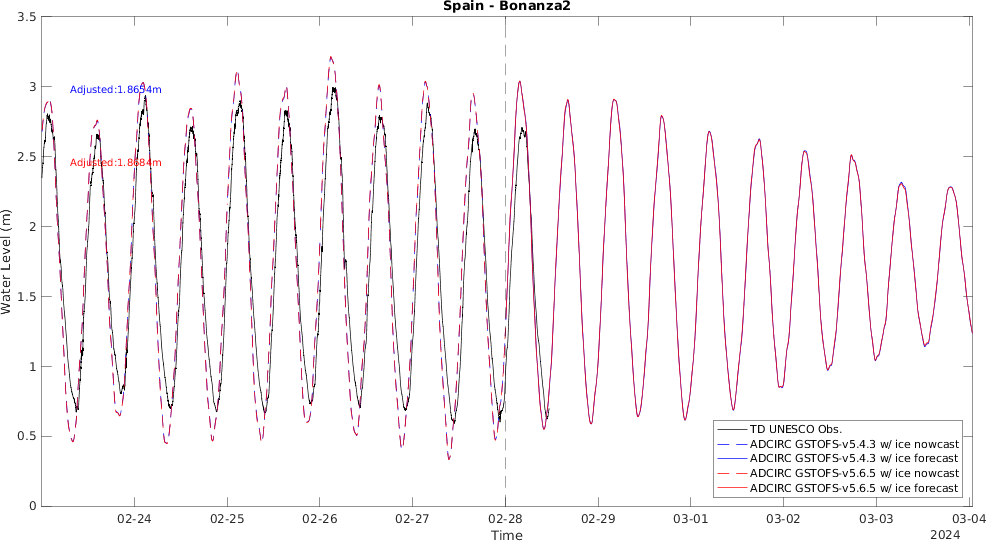 Spain - Bonanza2
3.5
3
2.5
2
1.5
1
0.5
0
Water Level (m)
Adjusted:1.8654m
Adjusted:1.8684m
TD UNESCO Obs.
ADCIRC GSTOFS-v5.4.3 w/ ice nowcast
ADCIRC GSTOFS-v5.4.3 w/ ice forecast
ADCIRC GSTOFS-v5.6.5 w/ ice nowcast
ADCIRC GSTOFS-v5.6.5 w/ ice forecast
02-24 02-25 02-26 02-27 02-28 02-29 03-01 03-02 03-03 03-04
Time
2024